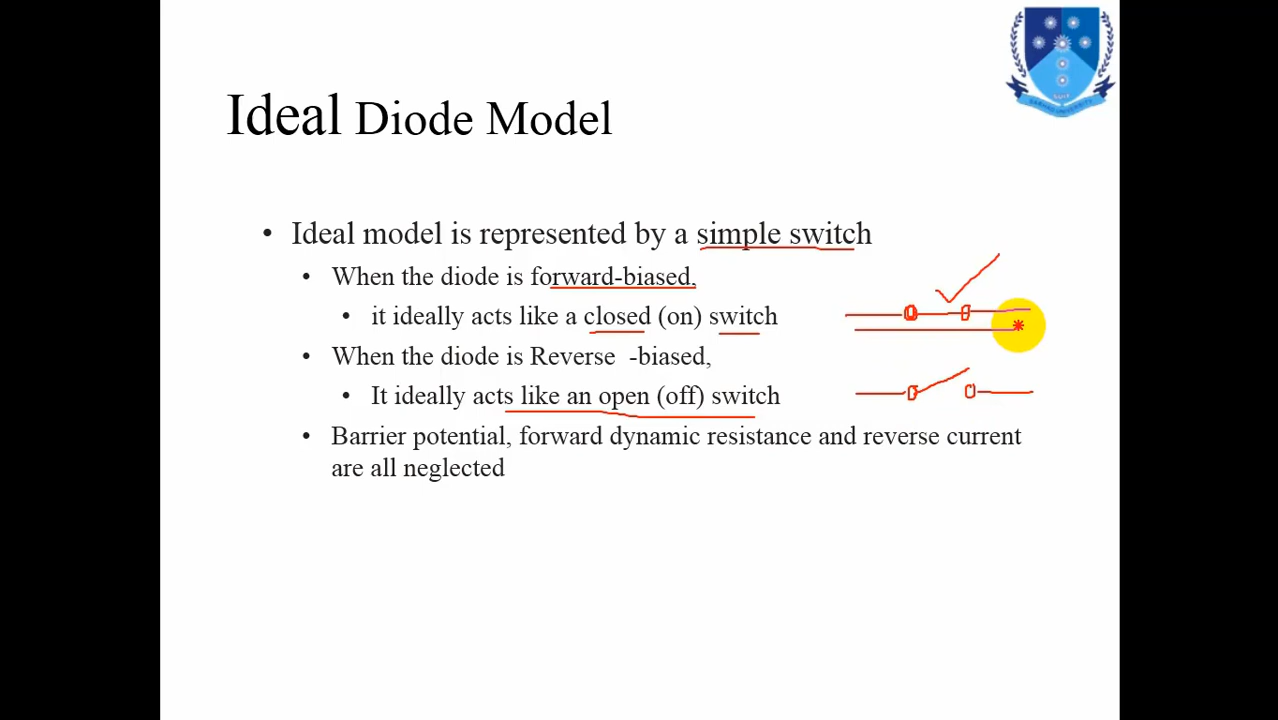 Ideal Diode Model
• Ideal model is represented by a simple switch
• When the diode is forward-biased,
• it ideally acts like a closed (on) switch
• When the diode is Reverse -biased,
• It ideally acts like an open (off) switch
• Barrier potential, forward dynamic resistance and reverse current
are all neglected